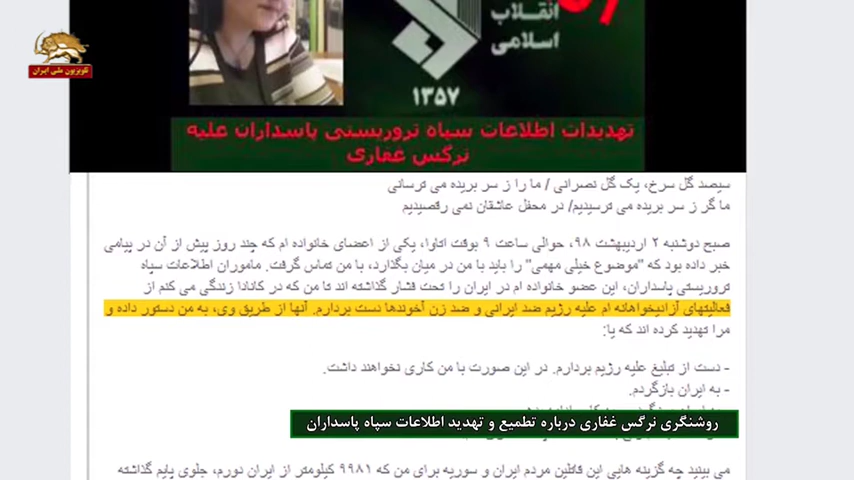 تلویزیون ملی ایران
انقلاب
اسلامی
۱۳۵۷
تهدیدات اطلاعات سپاه تروریستی پاسداران علیه
نرگس غفاری
سیصد گل سرخ، یک گل نصرانی / ما را ز سر بریده می ترسانی
ما گر ز سر بریده می ترسیدیم/ در محفل عاشقان نمی رقصیدیم
صبح دوشنبه ۲ اردیبهشت ۹۸، حوالی ساعت ۹ بوقت اتاوا، یکی از اعضای خانواده ام که چند روز پیش از آن در پیامی
خبر داده بود که "موضوع خیلی مهمی" را باید با من در میان بگذارد، با من تماس گرفت. ماموران اطلاعات سپاه
تروریستی پاسداران، این عضو خانواده ام در ایران را تحت فشار گذاشته اند تا من که در کانادا زندگی می کنم از
فعالیتهای آزادیخواهانه ام علیه رژیم ضد ایرانی و ضد زن آخوندها دست بردارم. آنها از طریق وی، به من دستور داده و
مرا تهدید کرده اند که یا:
- دست از تبلیغ علیه رژیم بردارم. در این صورت با من کاری نخواهند داشت.
- به ایران بازگردم.
روشنگری نرگس غفاری درباره تطمیع و تهدید اطلاعات سپاه پاسداران
می بینید چه گزینه هایی این قاتلین مردم ایران و سوریه برای من که ۹۹۸۱ کیلومتر از ایران دورم، جلوی پایم گذاشته